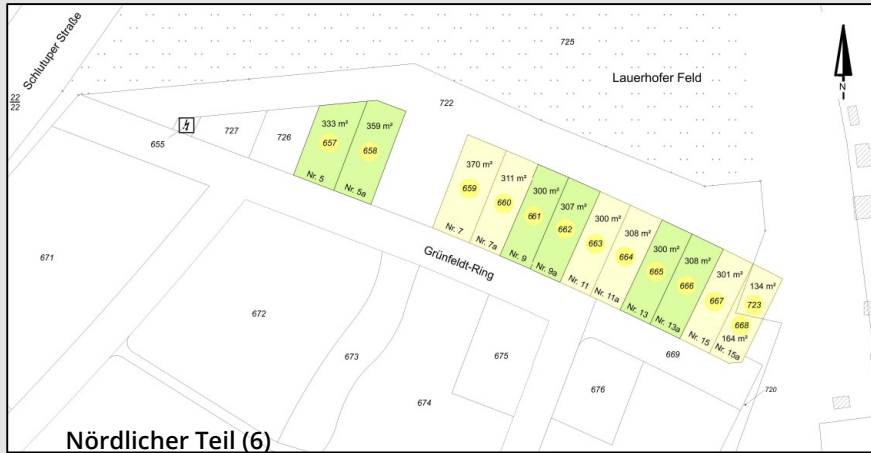 Schlutuper Straße
725
Lauerhofer Feld
N
22
22
722
655
727
726
333 m²
359 m²
657
658
Nr. 5
Nr. 5a
370 m²
311 m²
300 m²
307 m²
300 m²
308 m²
300 m²
308 m²
301 m²
134 m²
659
660
661
662
663
664
665
666
667
723
668
164 m²
Nr. 7
Nr. 7a
Nr. 9
Nr. 9a
Nr. 11
Nr. 11a
Nr. 13
Nr. 13a
Nr. 15
Nr. 15a
Grünfeldt-Ring
671
672
673
674
675
676
669
720
Nördlicher Teil (6)